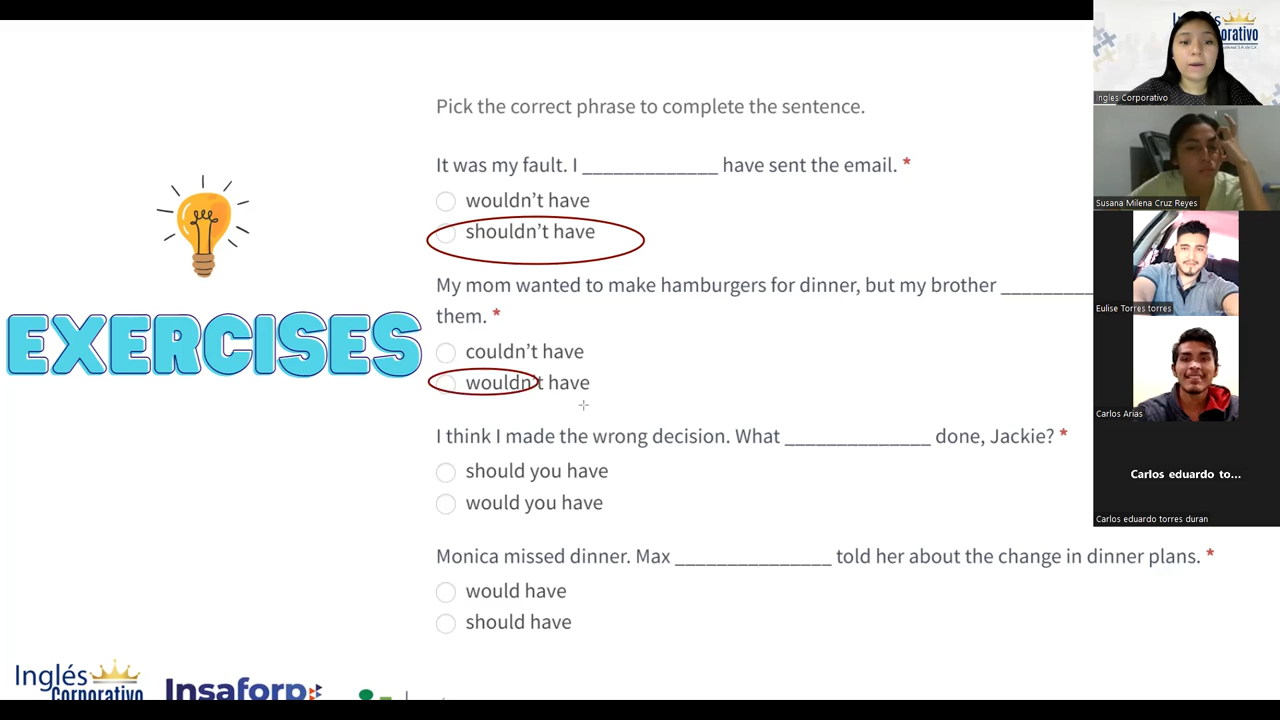 Pick the correct phrase to complete the sentence.
It was my fault. I _____________ have sent the email. *
wouldn't have
shouldn't have
My mom wanted to make hamburgers for dinner, but my brother _________
them. *
couldn't have
wouldn't have
I think I made the wrong decision. What ______________ done, Jackie? *
should you have
would you have
Monica missed dinner. Max _______________ told her about the change in dinner plans. *
would have
should have
EXERCISES
Inglés
Corporativo
Insaforp
Inglés
orativo
Ingles Corporativo
Susana Milena Cruz Reyes
Eulise Torres torres
Carlos Arias
Carlos eduardo to...
Carlos eduardo torres duran